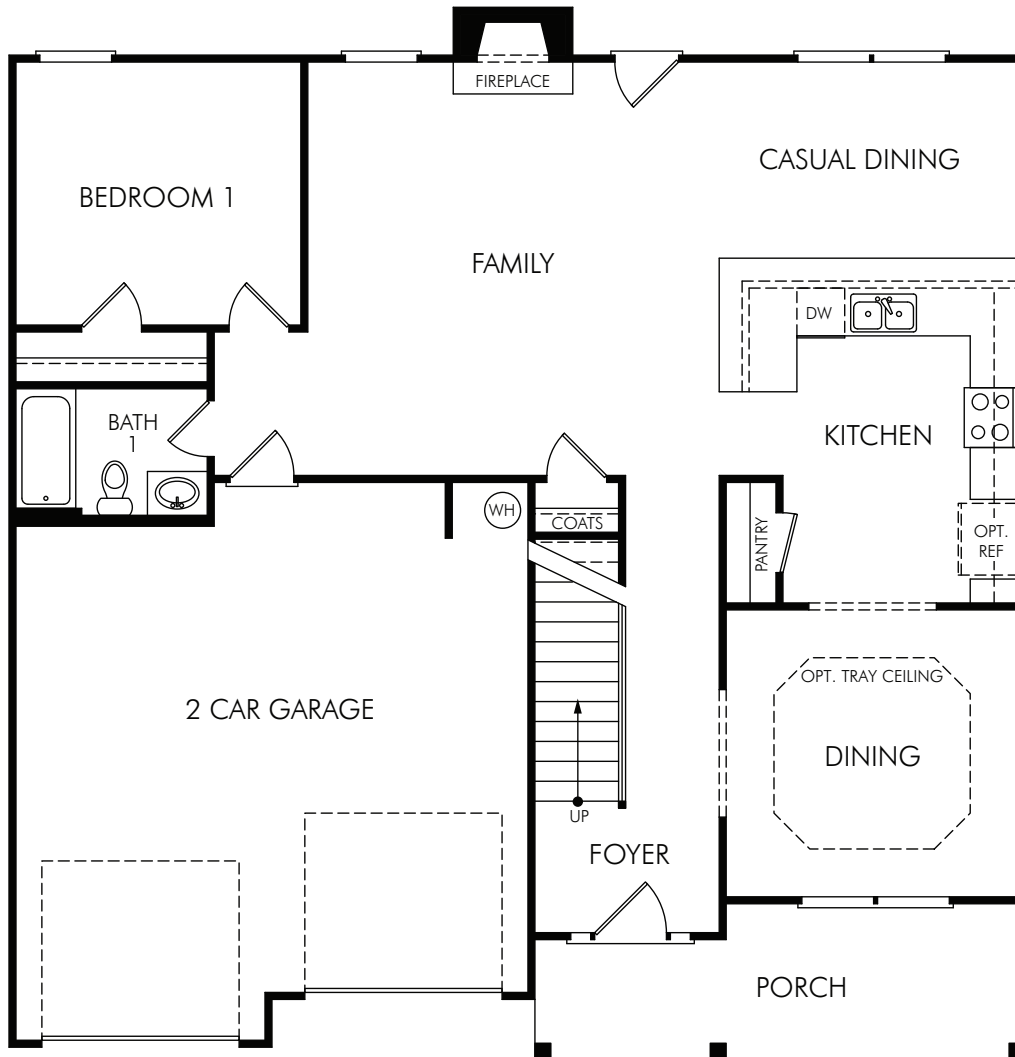 FIREPLACE
CASUAL DINING
BEDROOM 1
FAMILY
DW
BATH
1
KITCHEN
WH
COATS
PANTRY
OPT.
REF
OPT. TRAY CEILING
2 CAR GARAGE
DINING
UP
FOYER
PORCH